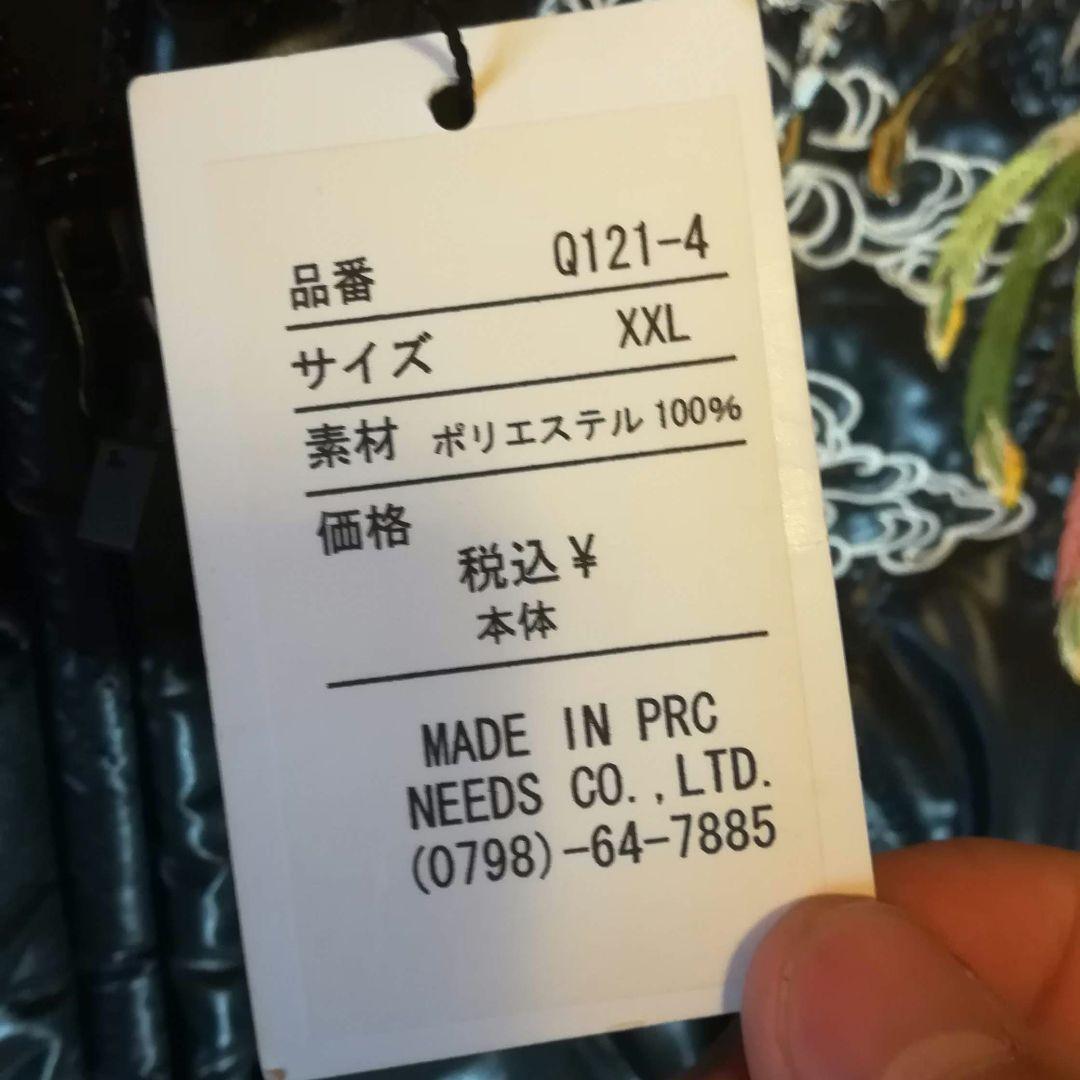 品番 Q121-4
サイズ XXL
素材 ポリエステル 100%
価格
税込¥
本体
MADE IN PRC
NEEDS CO.,LTD.
(0798)-64-7885